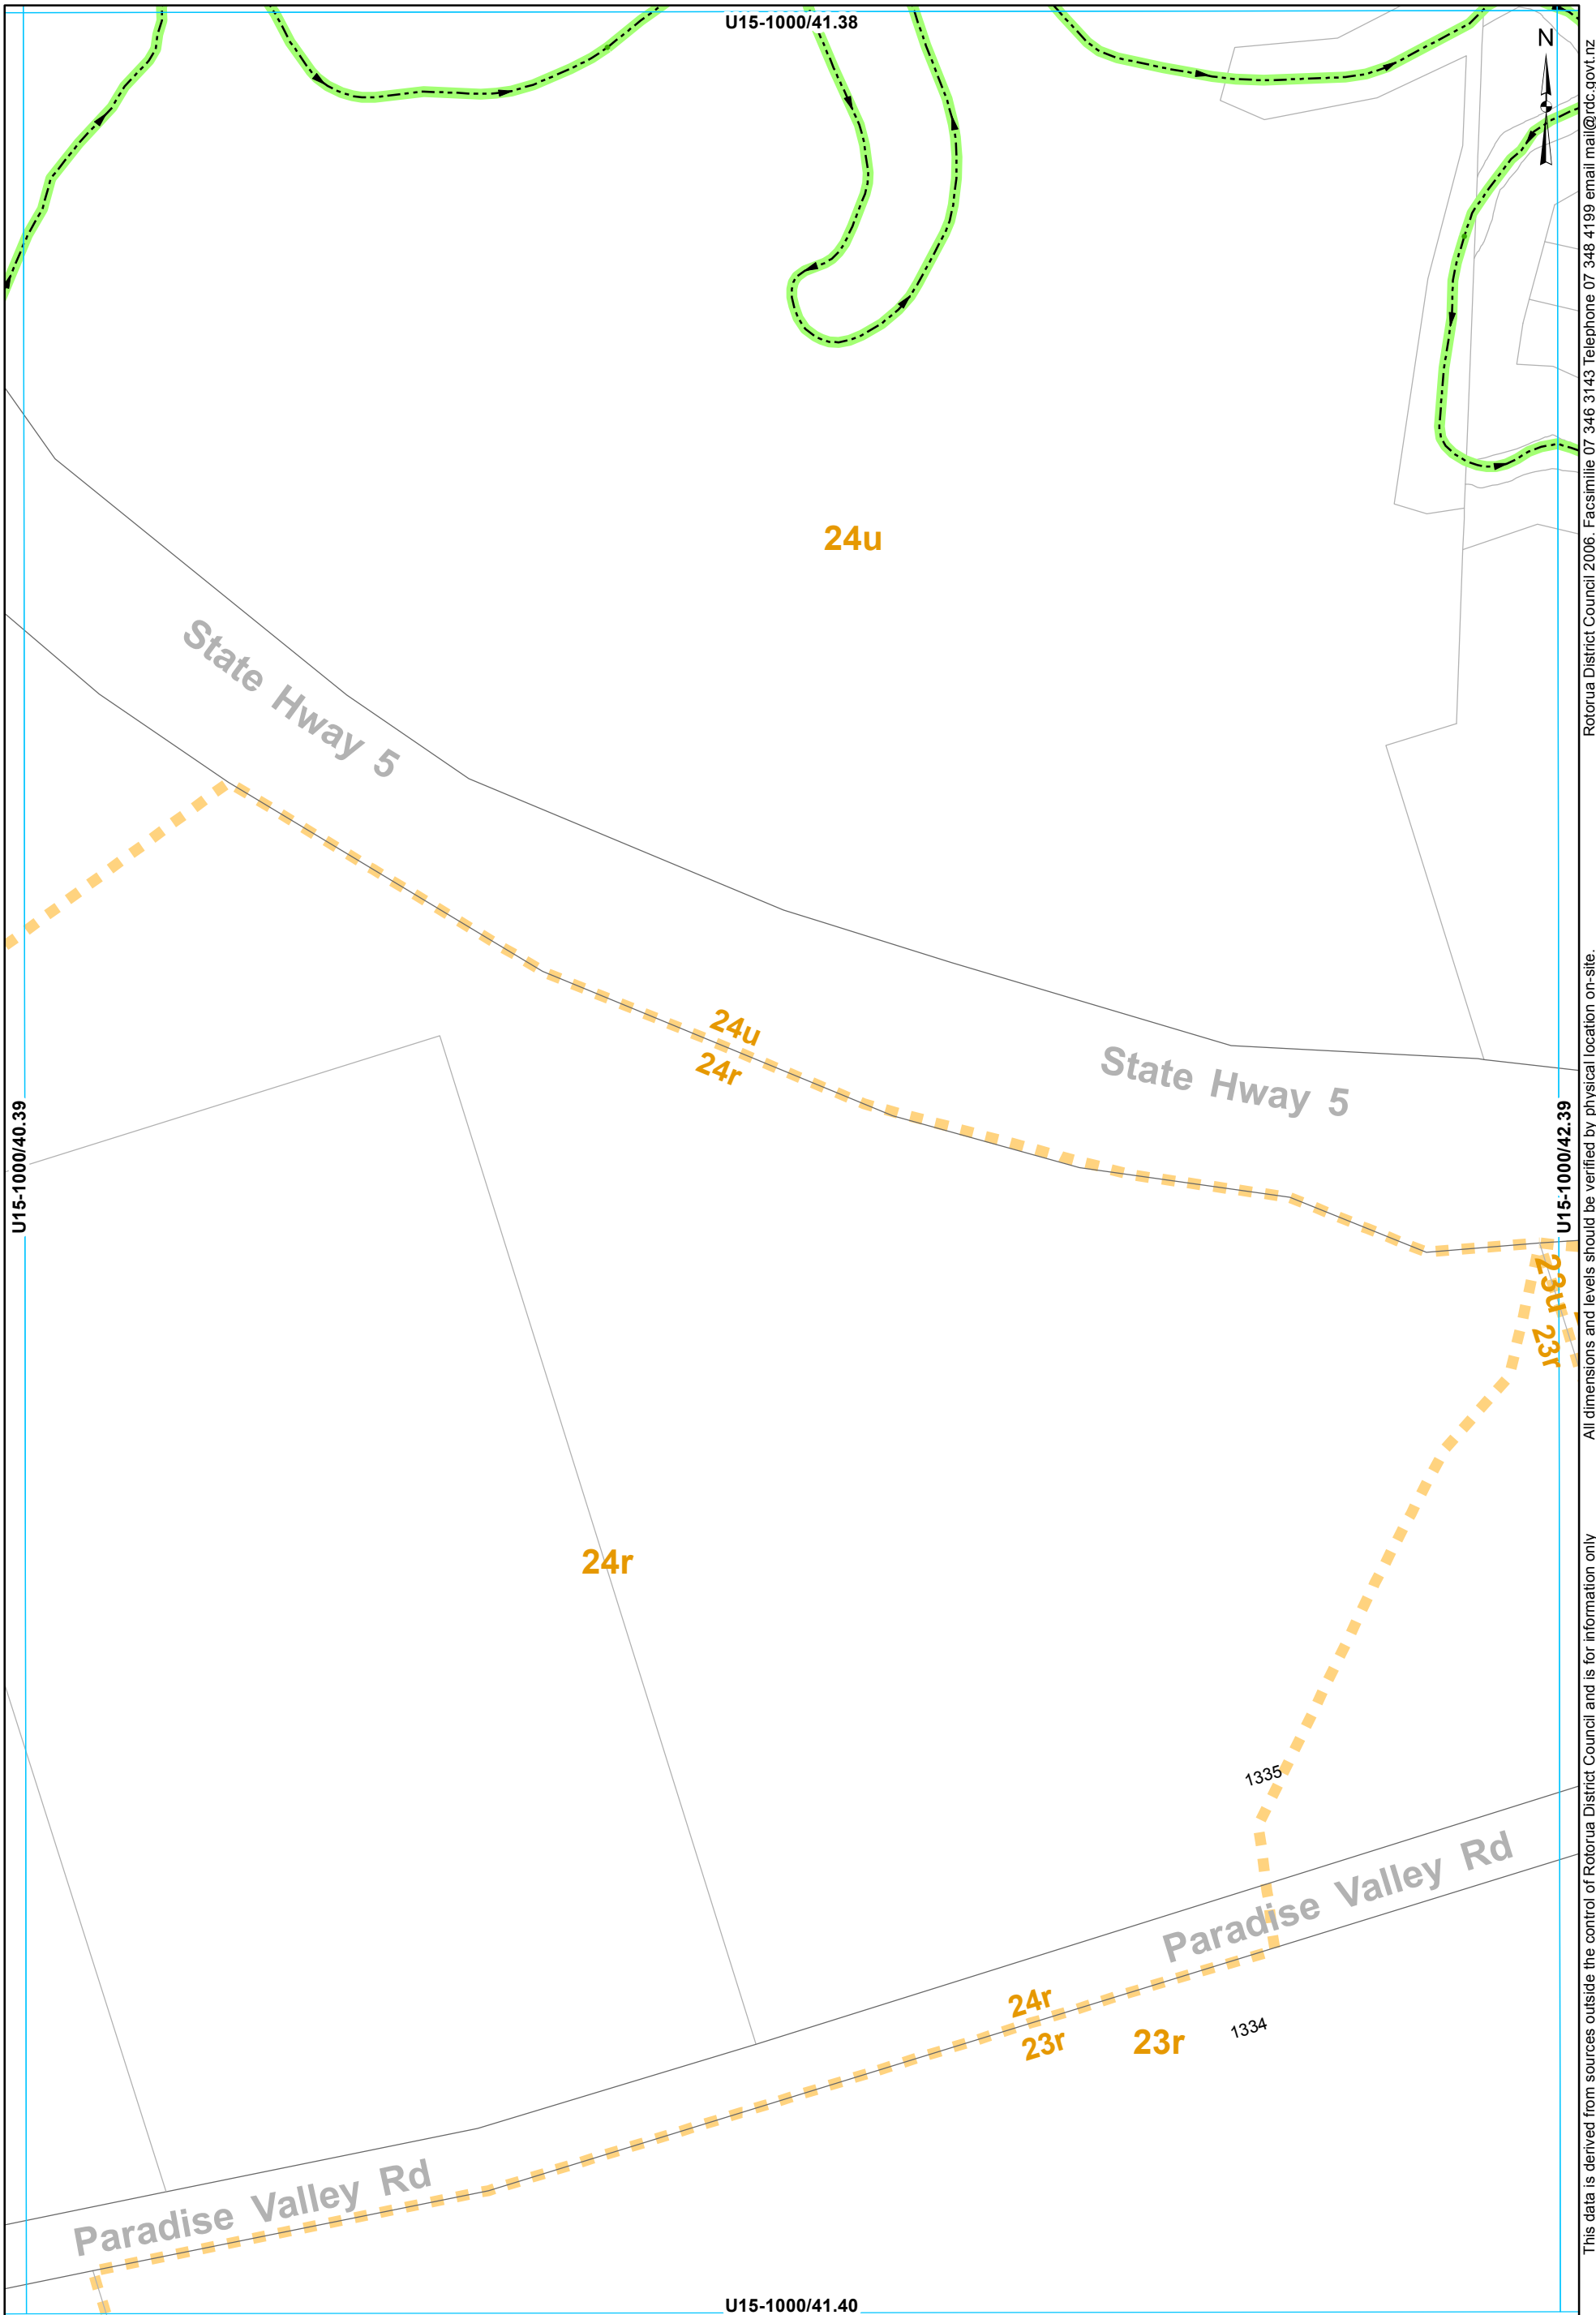 U15-1000/41.38
N
24u
State Hway 5
24u
24r
State Hway 5
U15-1000/40.39
U15-1000/42.39
23u
23r
24r
1335
Paradise Valley Rd
24r
23r
23r
1334
Paradise Valley Rd
U15-1000/41.40
Rotorua District Council 2006. Facsimilie 07 346 3143 Telephone 07 348 4199 email mail@rdc.govt.nz
All dimensions and levels should be verified by physical location on-site.
This data is derived from sources outside the control of Rotorua District Council and is for information only